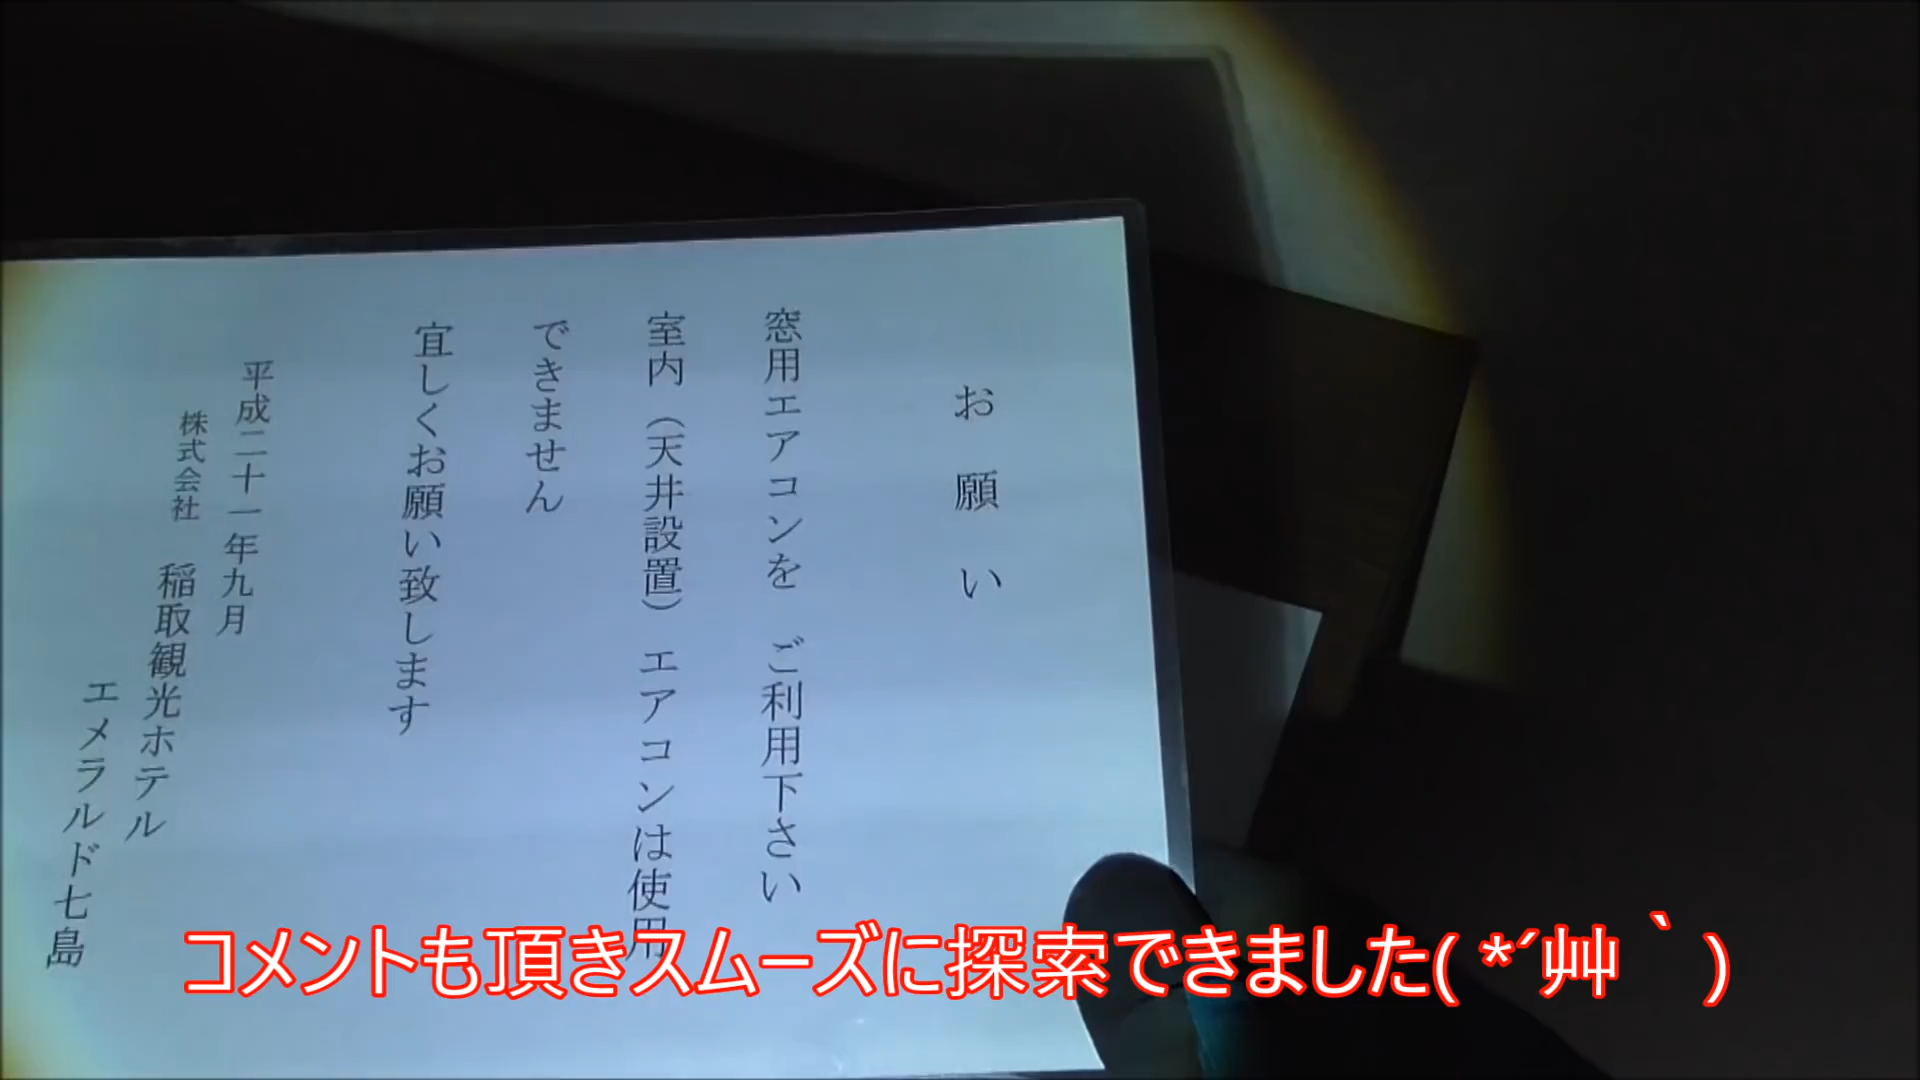 お願い
窓用エアコンを　ご利用下さい
室内（天井設置）エアコンは使用
できません
宜しくお願い致します
平成二十一年九月
株式会社　稲取観光ホテル
エメラルド七島
コメントも頂きスムーズに探索できました( *´艸｀)